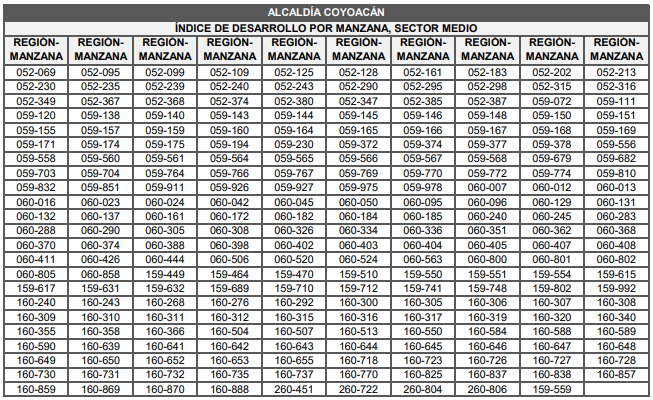 ALCALDÍA COYOACÁN
ÍNDICE DE DESARROLLO POR MANZANA, SECTOR MEDIO
REGIÓN- REGIÓN- REGIÓN- REGIÓN- REGIÓN- REGIÓN- REGIÓN- REGIÓN- REGIÓN- REGIÓN-
MANZANA MANZANA MANZANA MANZANA MANZANA MANZANA MANZANA MANZANA MANZANA MANZANA
052-069 052-095 052-099 052-109 052-125 052-128 052-161 052-183 052-202 052-213
052-230 052-235 052-239 052-240 052-243 052-290 052-295 052-298 052-315 052-316
052-349 052-367 052-368 052-374 052-380 052-347 052-385 052-387 059-072 059-111
059-120 059-138 059-140 059-143 059-144 059-145 059-146 059-148 059-150 059-151
059-155 059-157 059-159 059-160 059-164 059-165 059-166 059-167 059-168 059-169
059-171 059-174 059-175 059-194 059-230 059-372 059-374 059-377 059-378 059-556
059-558 059-560 059-561 059-564 059-565 059-566 059-567 059-568 059-679 059-682
059-703 059-704 059-764 059-766 059-767 059-769 059-770 059-772 059-774 059-810
059-832 059-851 059-911 059-926 059-927 059-975 059-978 060-007 060-012 060-013
060-016 060-023 060-024 060-042 060-045 060-050 060-095 060-096 060-129 060-131
060-132 060-137 060-161 060-172 060-182 060-184 060-185 060-240 060-245 060-283
060-288 060-290 060-305 060-308 060-326 060-334 060-336 060-351 060-362 060-368
060-370 060-374 060-388 060-398 060-402 060-403 060-404 060-405 060-407 060-408
060-411 060-426 060-444 060-506 060-520 060-524 060-563 060-800 060-801 060-802
060-805 060-858 159-449 159-464 159-470 159-510 159-550 159-551 159-554 159-615
159-617 159-631 159-632 159-689 159-710 159-712 159-741 159-748 159-802 159-992
160-240 160-243 160-268 160-276 160-292 160-300 160-305 160-306 160-307 160-308
160-309 160-310 160-311 160-312 160-315 160-316 160-317 160-319 160-320 160-340
160-355 160-358 160-366 160-504 160-507 160-513 160-550 160-584 160-588 160-589
160-590 160-639 160-641 160-642 160-643 160-644 160-645 160-646 160-647 160-648
160-649 160-650 160-652 160-653 160-655 160-718 160-723 160-726 160-727 160-728
160-730 160-731 160-732 160-735 160-737 160-770 160-825 160-837 160-838 160-857
160-859 160-869 160-870 160-888 260-451 260-722 260-804 260-806 159-559